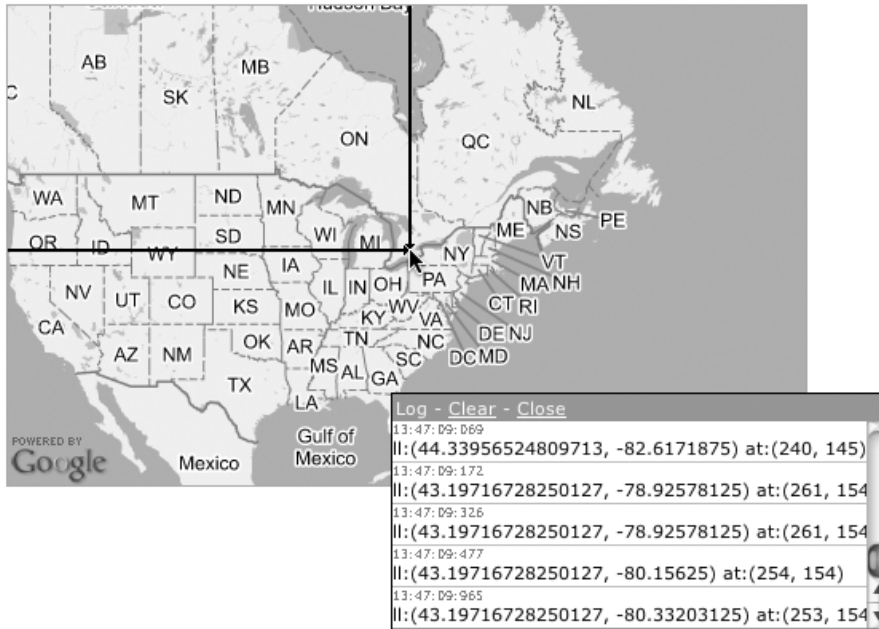 Hudson Bay
AB
MB
C
SK
NL
ON
QC
WA
MT
ND
MN
NB
PE
OR
ID
SD
WI
MI
ME
NS
WY
NY
VT
NE
IA
MA NH
NV
UT
CO
IL
IN
OH
PA
CT
RI
KS
MO
WV
CA
KY
VA
DE
NJ
AZ
NM
OK
AR
TN
NC
DC
MD
TX
MS
AL
GA
SC
LA
POWERED BY
Google
Gulf of
Mexico
Mexico
Log - Clear - Close
13:47:09:069
ll:(44.33956524809713, -82.6171875) at:(240, 145)
13:47:09:172
ll:(43.19716728250127, -78.92578125) at:(261, 154
13:47:09:326
ll:(43.19716728250127, -78.92578125) at:(261, 154
13:47:09:477
ll:(43.19716728250127, -80.15625) at:(254, 154)
13:47:09:965
ll:(43.19716728250127, -80.33203125) at:(253, 154